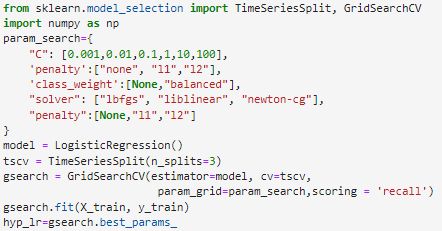 from sklearn.model_selection import TimeSeriesSplit, GridSearchCV
import numpy as np
param_search={
    "C": [0.001,0.01,0.1,1,10,100],
    'penalty':["none", "l1","l2"],
    'class_weight':[None,"balanced"],
    "solver": ["lbfgs", "liblinear", "newton-cg"],
    "penalty":[None,"l1","l2"]
}
model = LogisticRegression()
tscv = TimeSeriesSplit(n_splits=3)
gsearch = GridSearchCV(estimator=model, cv=tscv,
                        param_grid=param_search,scoring = 'recall')
gsearch.fit(X_train, y_train)
hyp_lr=gsearch.best_params_